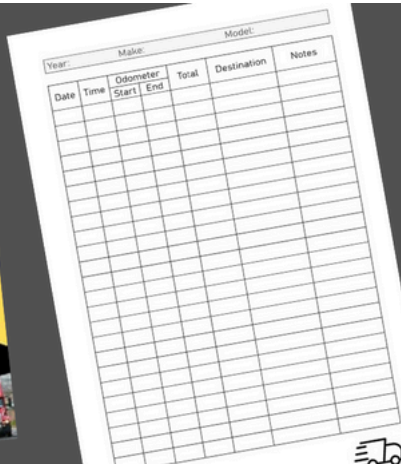 Year: Make: Model:
Date Time Odometer Total Destination Notes
Start End